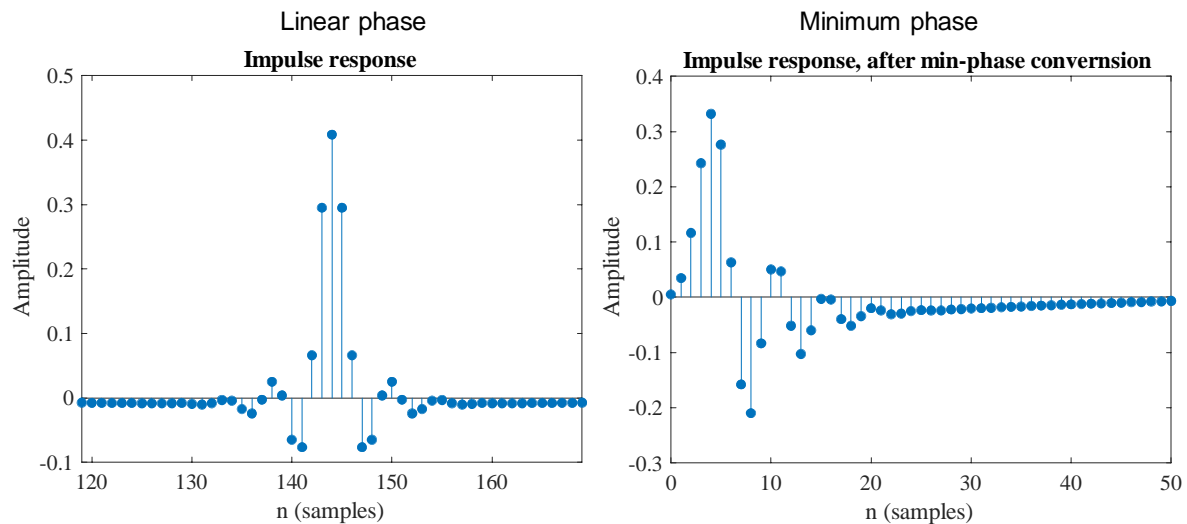 Linear phase
Impulse response
0.5
0.4
0.3
0.2
0.1
0
-0.1
Amplitude
120 130 140 150 160
n (samples)
Minimum phase
Impulse response, after min-phase convernsion
0.4
0.3
0.2
0.1
0
-0.1
-0.2
-0.3
Amplitude
0 10 20 30 40 50
n (samples)